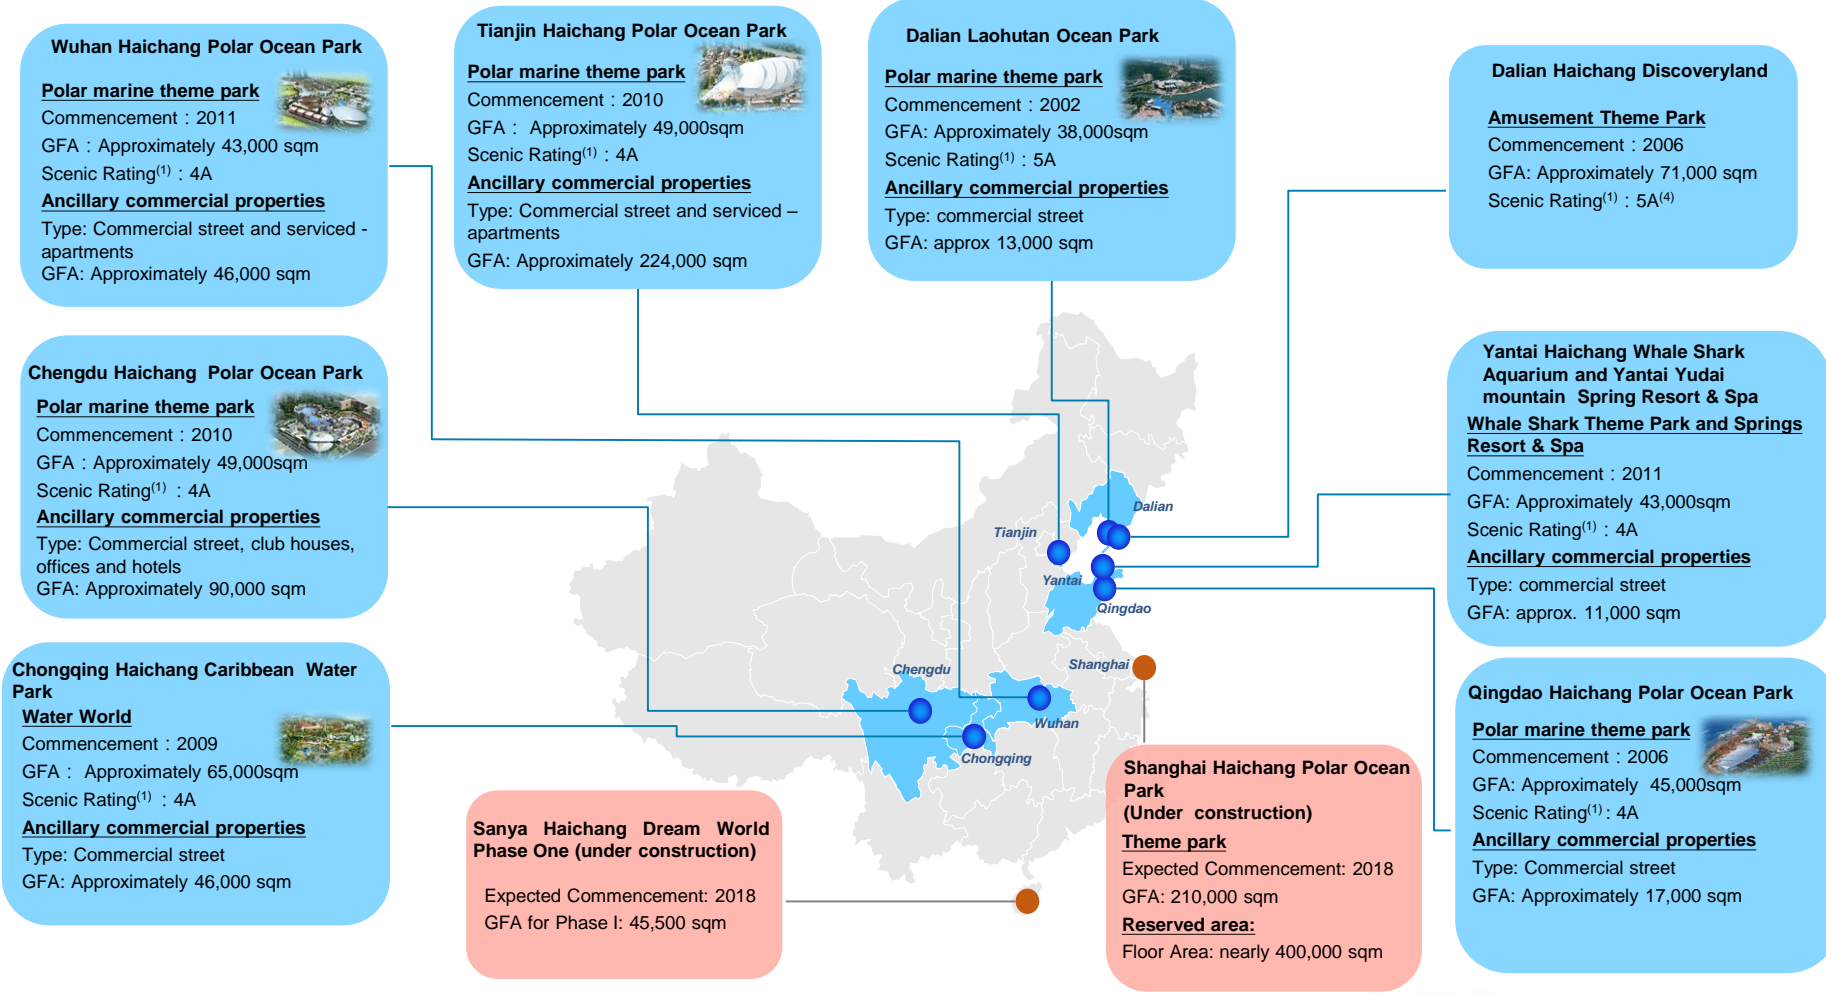 Wuhan Haichang Polar Ocean Park
Polar marine theme park
Commencement：2011
GFA：Approximately 43,000 sqm
Scenic Rating(1)：4A
Ancillary commercial properties
Type: Commercial street and serviced -
apartments
GFA: Approximately 46,000 sqm
Tianjin Haichang Polar Ocean Park
Polar marine theme park
Commencement：2010
GFA： Approximately 49,000sqm
Scenic Rating(1)：4A
Ancillary commercial properties
Type: Commercial street and serviced –
apartments
GFA: Approximately 224,000 sqm
Dalian Laohutan Ocean Park
Polar marine theme park
Commencement：2002
GFA: Approximately 38,000sqm
Scenic Rating(1)：5A
Ancillary commercial properties
Type: commercial street
GFA: approx 13,000 sqm
Dalian Haichang Discoveryland
Amusement Theme Park
Commencement：2006
GFA: Approximately 71,000 sqm
Scenic Rating(1)：5A(4)
Chengdu Haichang Polar Ocean Park
Polar marine theme park
Commencement：2010
GFA：Approximately 49,000sqm
Scenic Rating(1) ：4A
Ancillary commercial properties
Type: Commercial street, club houses,
offices and hotels
GFA: Approximately 90,000 sqm
Yantai Haichang Whale Shark
Aquarium and Yantai Yudai
mountain Spring Resort & Spa
Whale Shark Theme Park and Springs
Resort & Spa
Commencement：2011
GFA: Approximately 43,000sqm
Scenic Rating(1)：4A
Ancillary commercial properties
Type: commercial street
GFA: approx. 11,000 sqm
Chongqing Haichang Caribbean Water
Park
Water World
Commencement：2009
GFA： Approximately 65,000sqm
Scenic Rating(1) ：4A
Ancillary commercial properties
Type: Commercial street
GFA: Approximately 46,000 sqm
Dalian
Tianjin
Yantai
Qingdao
Shanghai
Chengdu
Wuhan
Chongqing
Sanya Haichang Dream World
Phase One (under construction)
Expected Commencement: 2018
GFA for Phase I: 45,500 sqm
Shanghai Haichang Polar Ocean
Park
(Under construction)
Theme park
Expected Commencement: 2018
GFA: 210,000 sqm
Reserved area:
Floor Area: nearly 400,000 sqm
Qingdao Haichang Polar Ocean Park
Polar marine theme park
Commencement：2006
GFA: Approximately 45,000sqm
Scenic Rating(1)：4A
Ancillary commercial properties
Type: Commercial street
GFA: Approximately 17,000 sqm